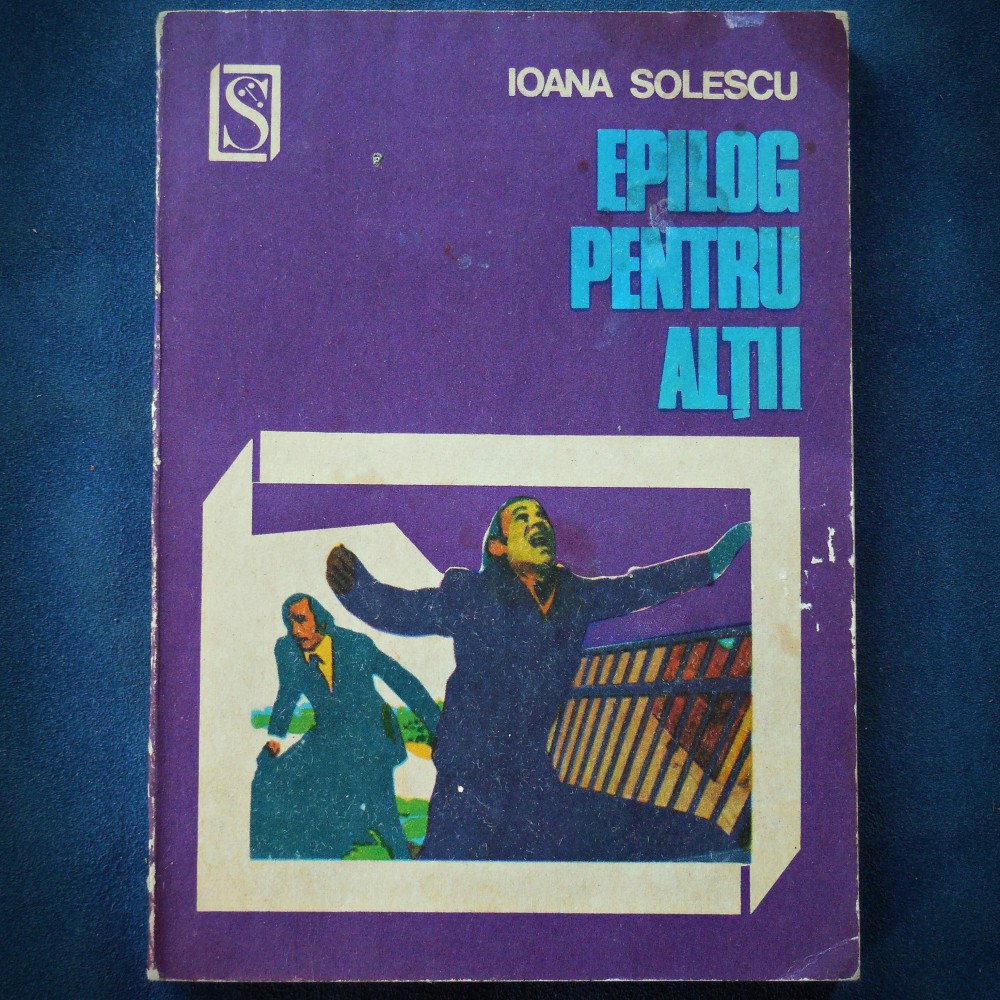 S
IOANA SOLESCU
EPILOG
PENTRU
ALȚII